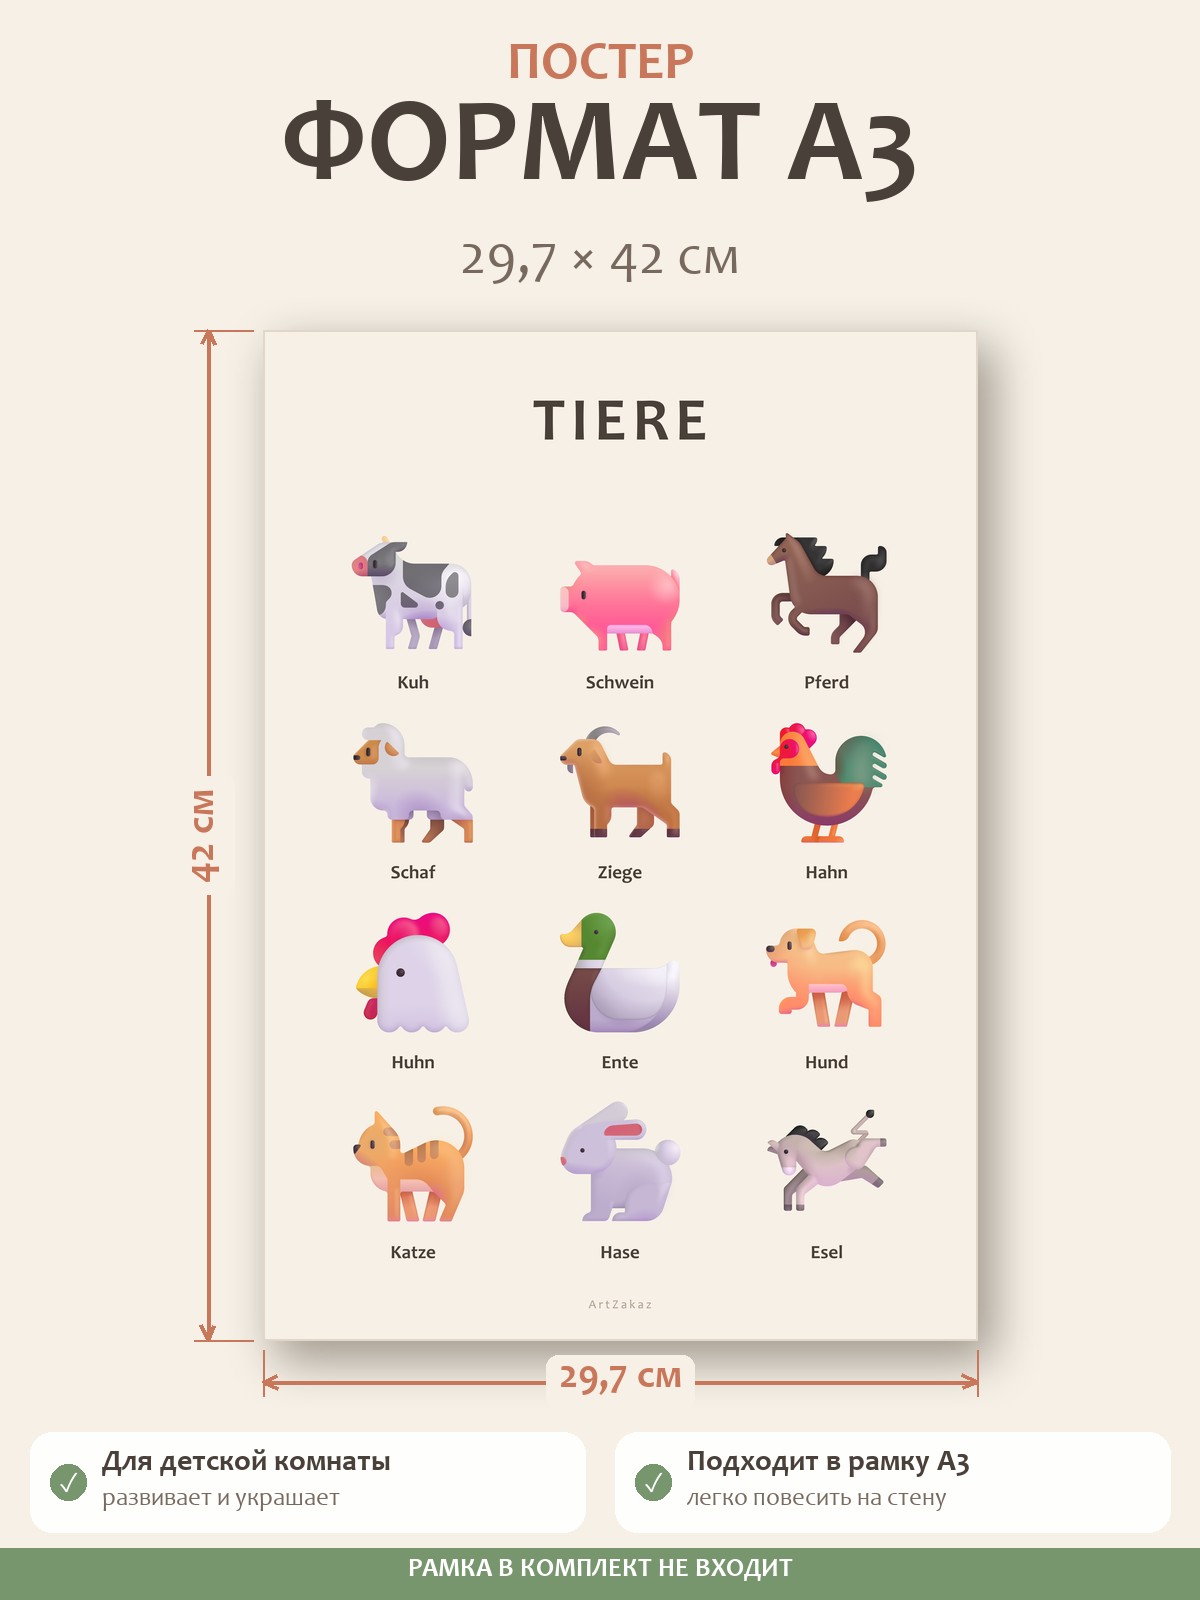 ПОСТЕР
ФОРМАТ А3
29,7 × 42 см
TIERE
Kuh Schwein Pferd
42 см
Schaf Ziege Hahn
Huhn Ente Hund
Katze Hase Esel
ArtZakaz
29,7 см
Для детской комнаты
развивает и украшает
Подходит в рамку А3
легко повесить на стену
РАМКА В КОМПЛЕКТ НЕ ВХОДИТ